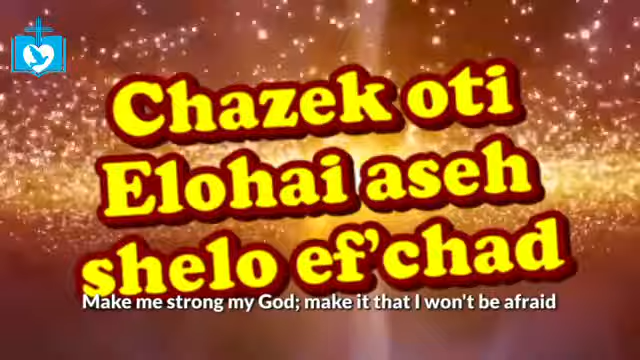 Chazek oti
Elohai aseh
shelo ef'chad
Make me strong my God; make it that I won't be afraid